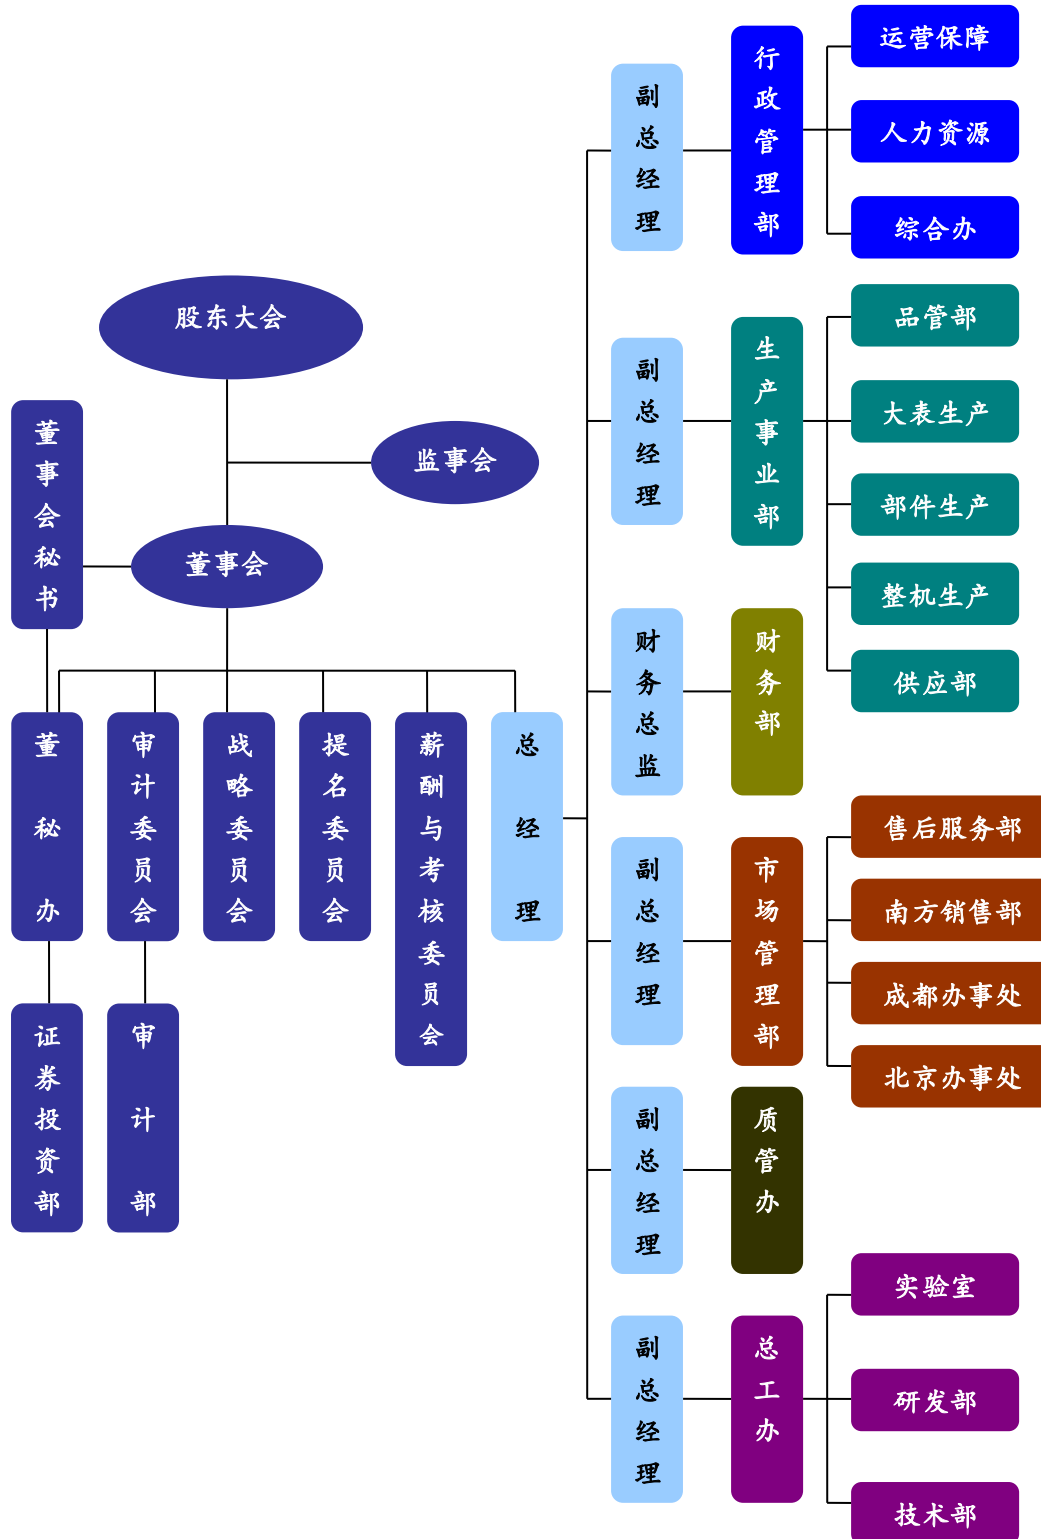 股东大会
监事会
董事会
董事会秘书
董秘办
审计委员会
战略委员会
提名委员会
薪酬与考核委员会
总经理
证券投资部
审计部
副总经理
行政管理部
运营保障
人力资源
综合办
副总经理
生产事业部
品管部
大表生产
部件生产
整机生产
供应部
财务总监
财务部
副总经理
市场管理部
售后服务部
南方销售部
成都办事处
北京办事处
副总经理
质管办
副总经理
总工办
实验室
研发部
技术部